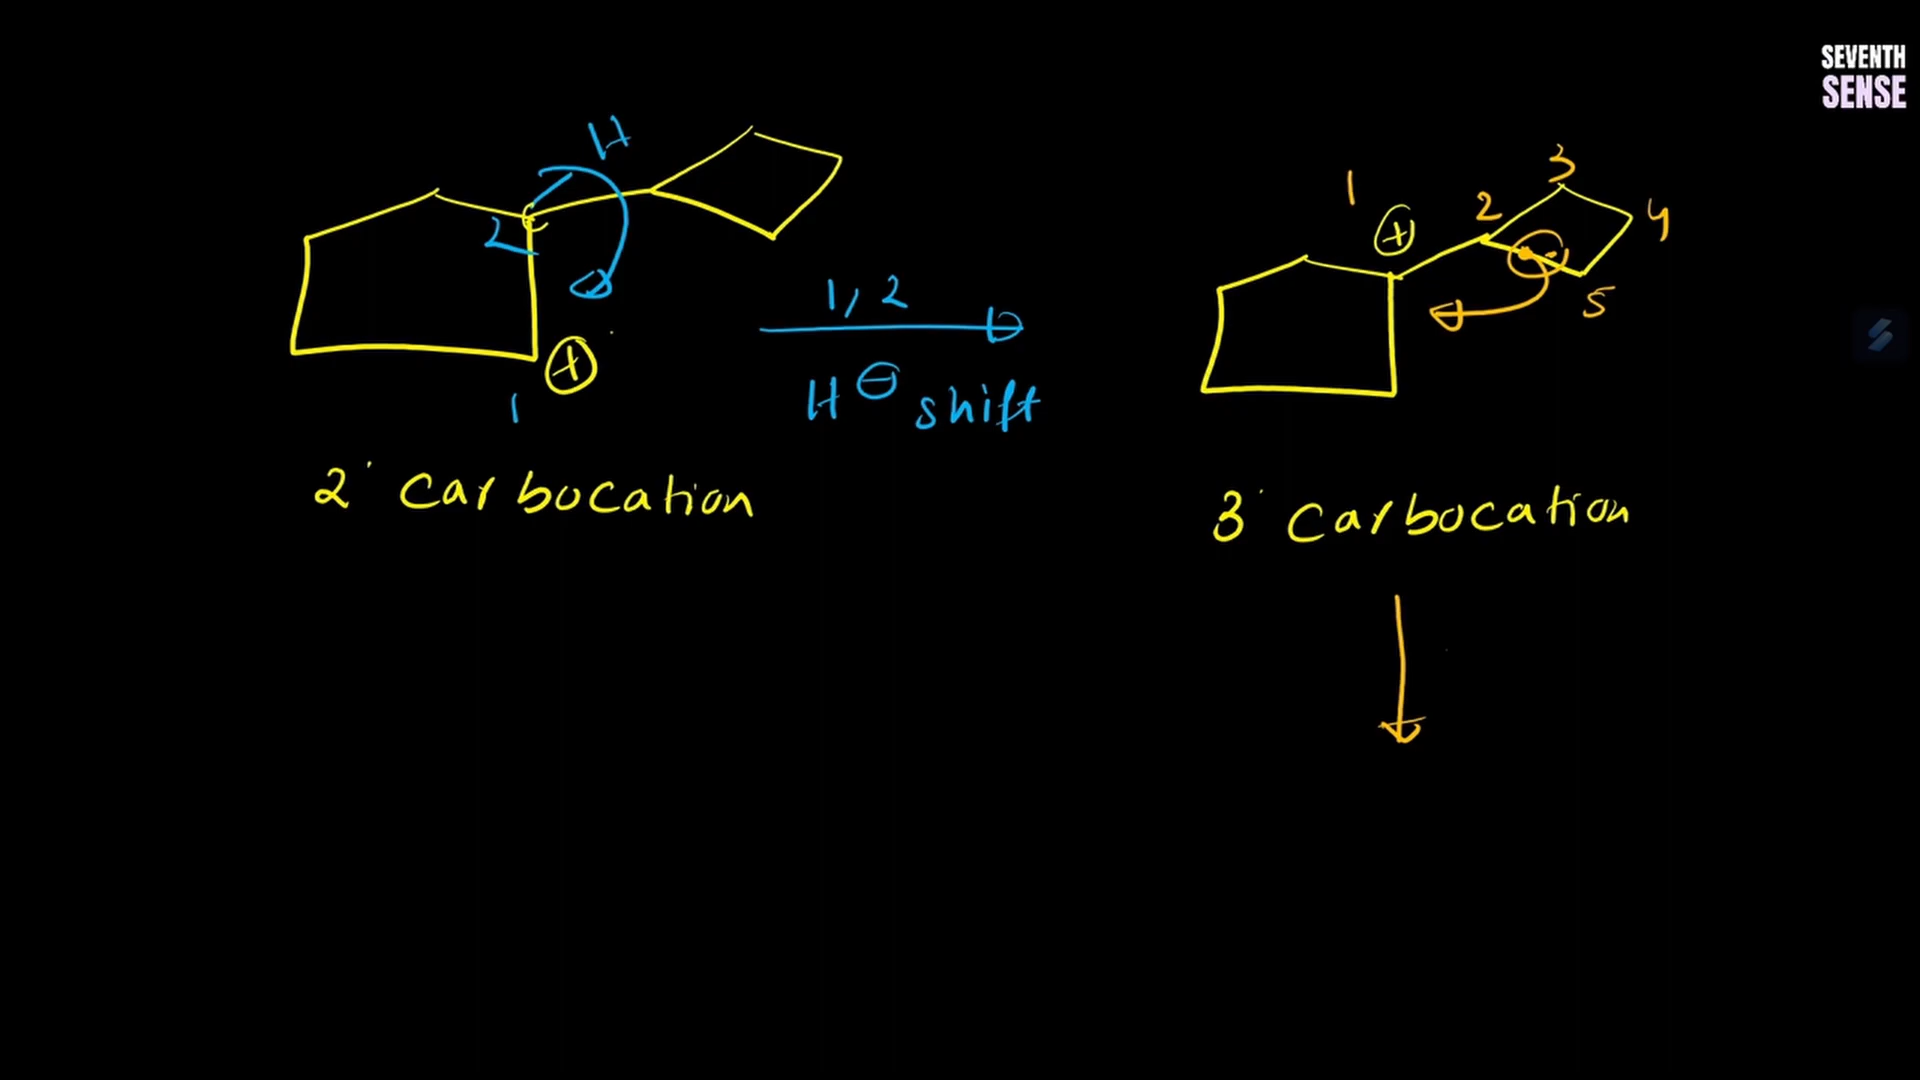 SEVENTH
SENSE
H
C
2
1
+
2° Carbocation
1,2
H⊖ shift
1
+
2
3
4
5
3° Carbocation